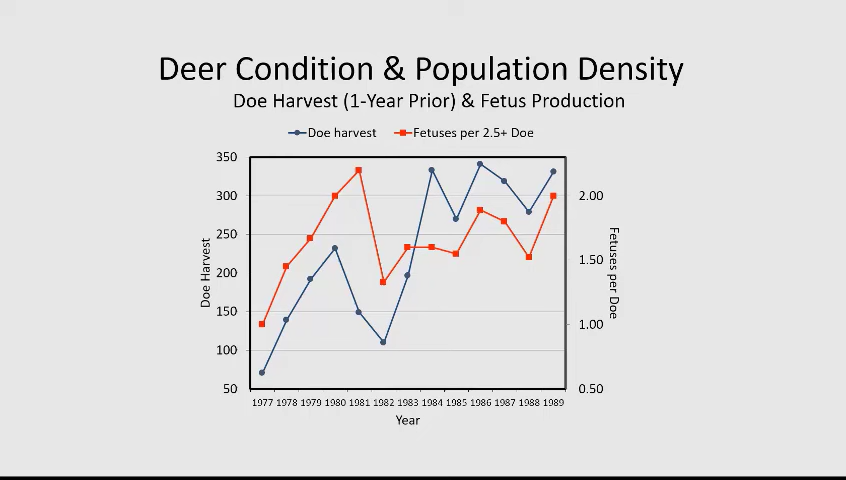 Deer Condition & Population Density
Doe Harvest (1-Year Prior) & Fetus Production
Doe harvest Fetuses per 2.5+ Doe
350
300
250
200
150
100
50
Doe Harvest
2.00
1.50
1.00
0.50
Fetuses per Doe
1977 1978 1979 1980 1981 1982 1983 1984 1985 1986 1987 1988 1989
Year